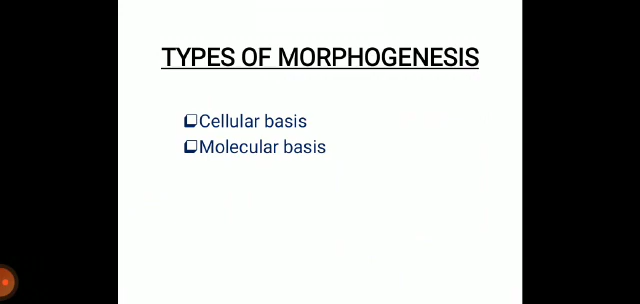 TYPES OF MORPHOGENESIS
❑Cellular basis
❑Molecular basis